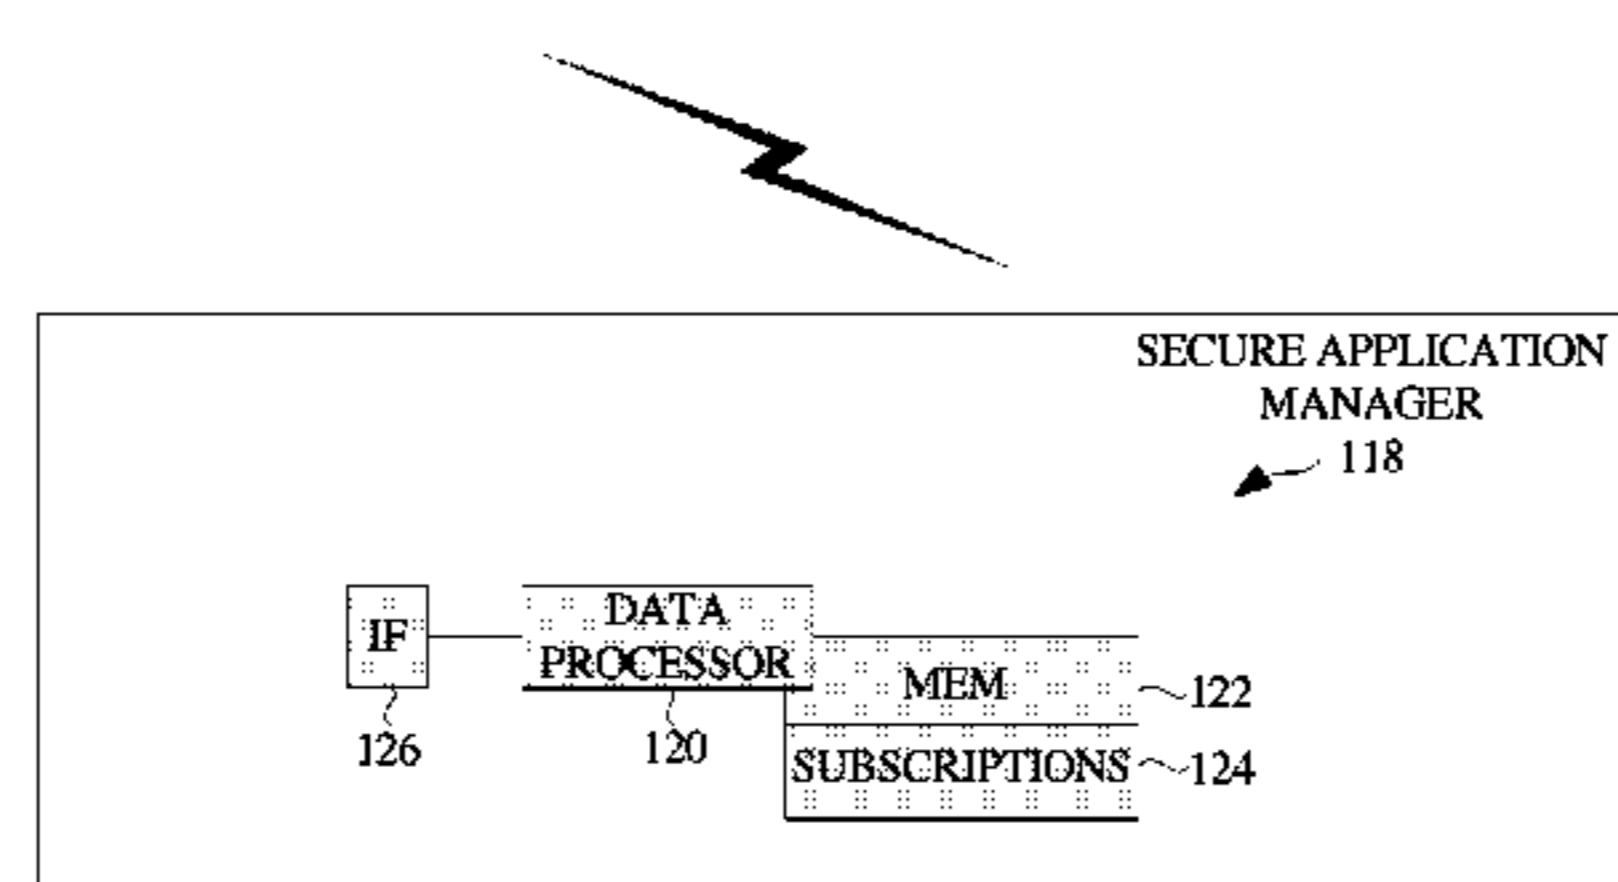 SECURE APPLICATION
MANAGER
118
IF
DATA
PROCESSOR
MEM
122
126
120
SUBSCRIPTIONS
124